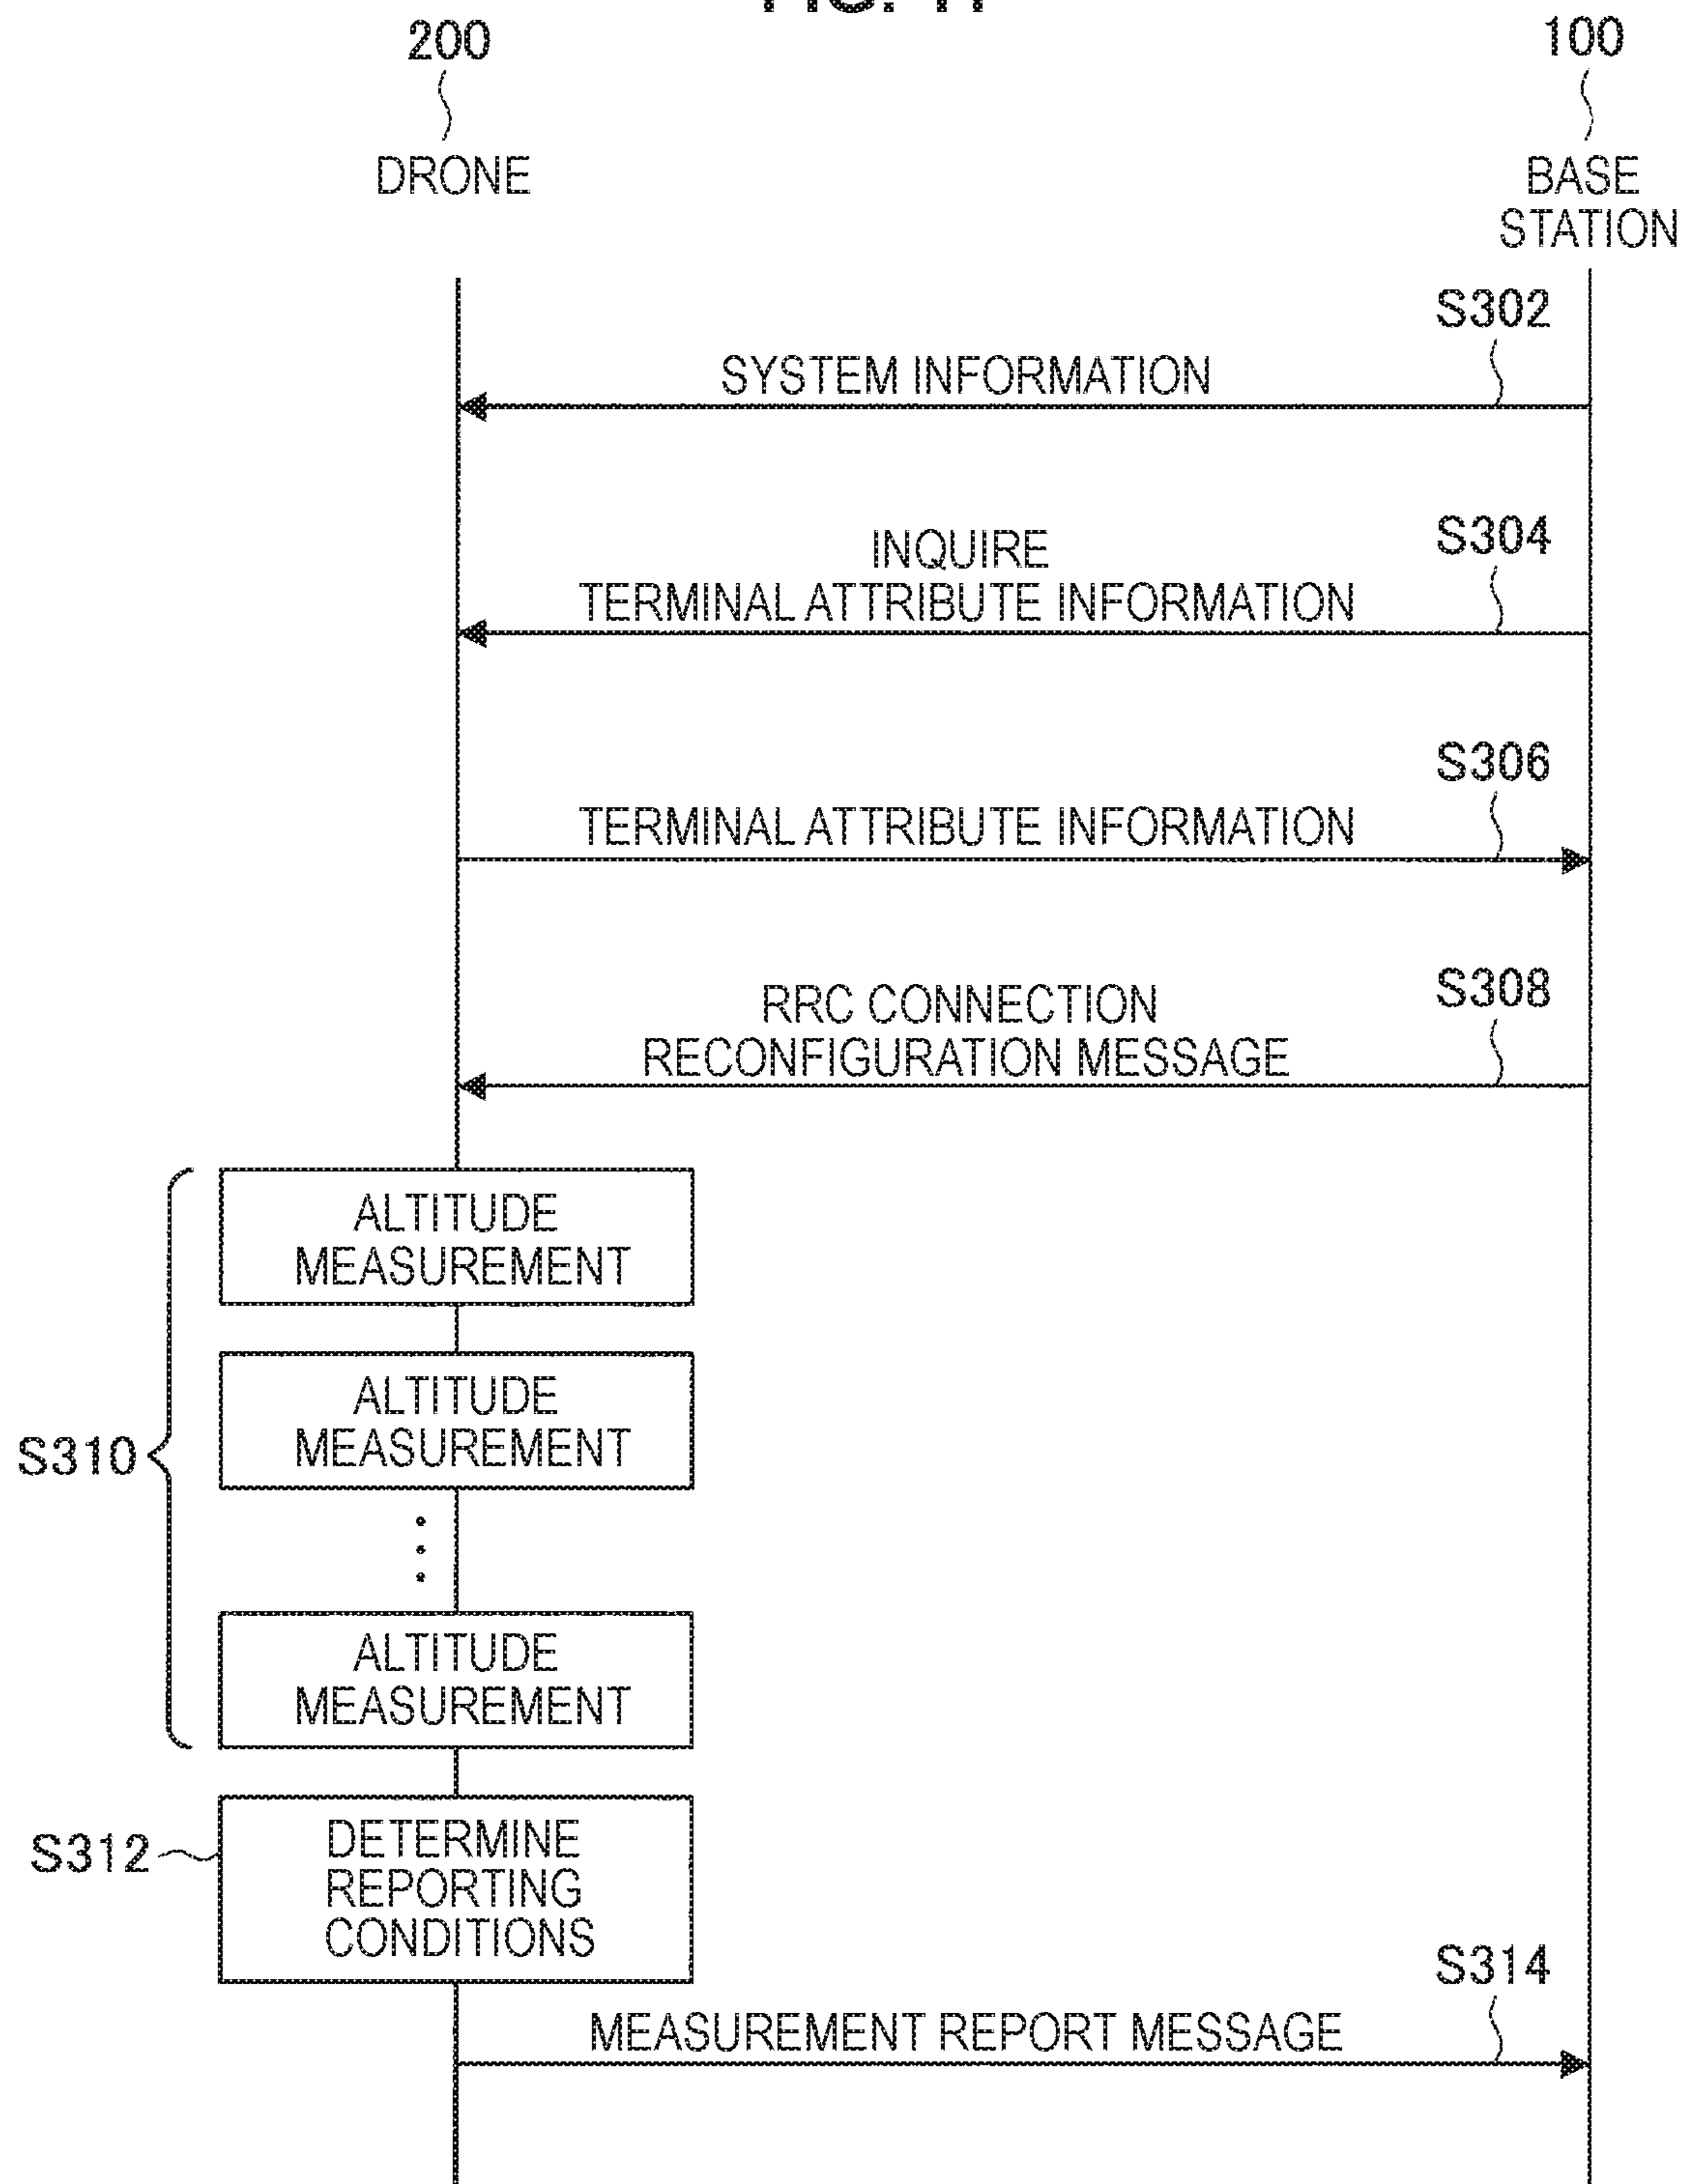 200
100
DRONE
BASE
STATION
S302
SYSTEM INFORMATION
S304
INQUIRE
TERMINAL ATTRIBUTE INFORMATION
S306
TERMINAL ATTRIBUTE INFORMATION
S308
RRC CONNECTION
RECONFIGURATION MESSAGE
ALTITUDE
MEASUREMENT
ALTITUDE
MEASUREMENT
S310
ALTITUDE
MEASUREMENT
S312
DETERMINE
REPORTING
CONDITIONS
S314
MEASUREMENT REPORT MESSAGE